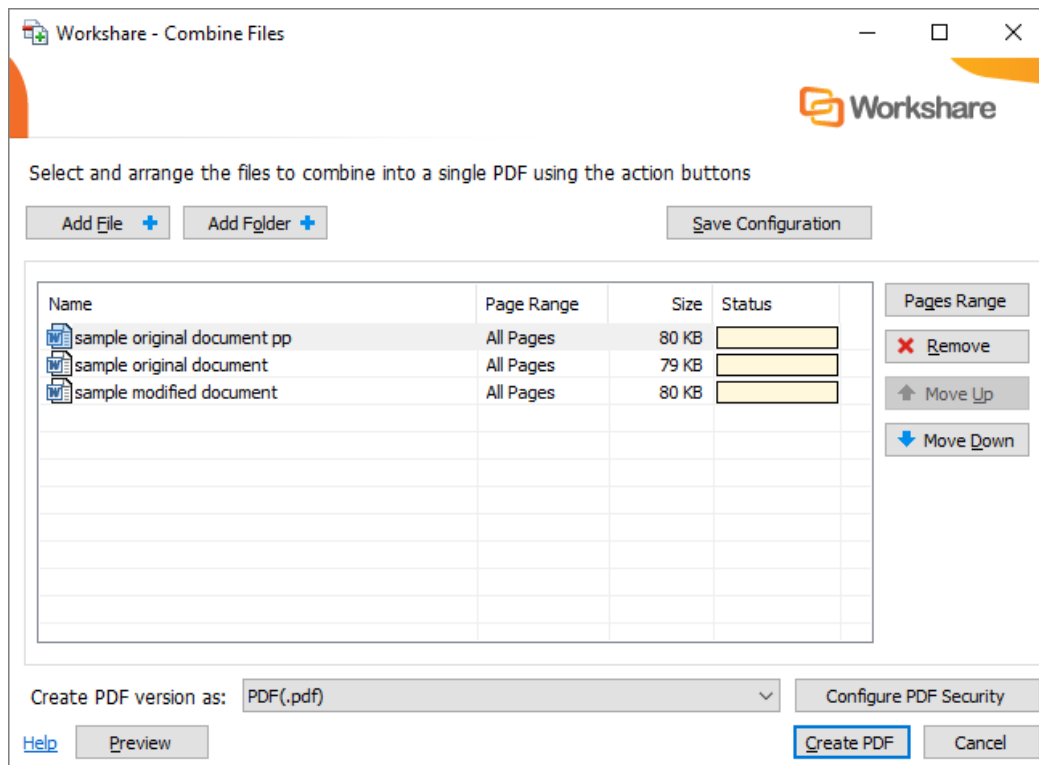 Workshare - Combine Files
Workshare
Select and arrange the files to combine into a single PDF using the action buttons
Add File Add Folder Save Configuration
Name Page Range Size Status Pages Range
sample original document pp All Pages 80 KB
Remove
sample original document All Pages 79 KB
sample modified document All Pages 80 KB
Move Up
Move Down
Create PDF version as: PDF(.pdf) Configure PDF Security
Help Preview Create PDF Cancel